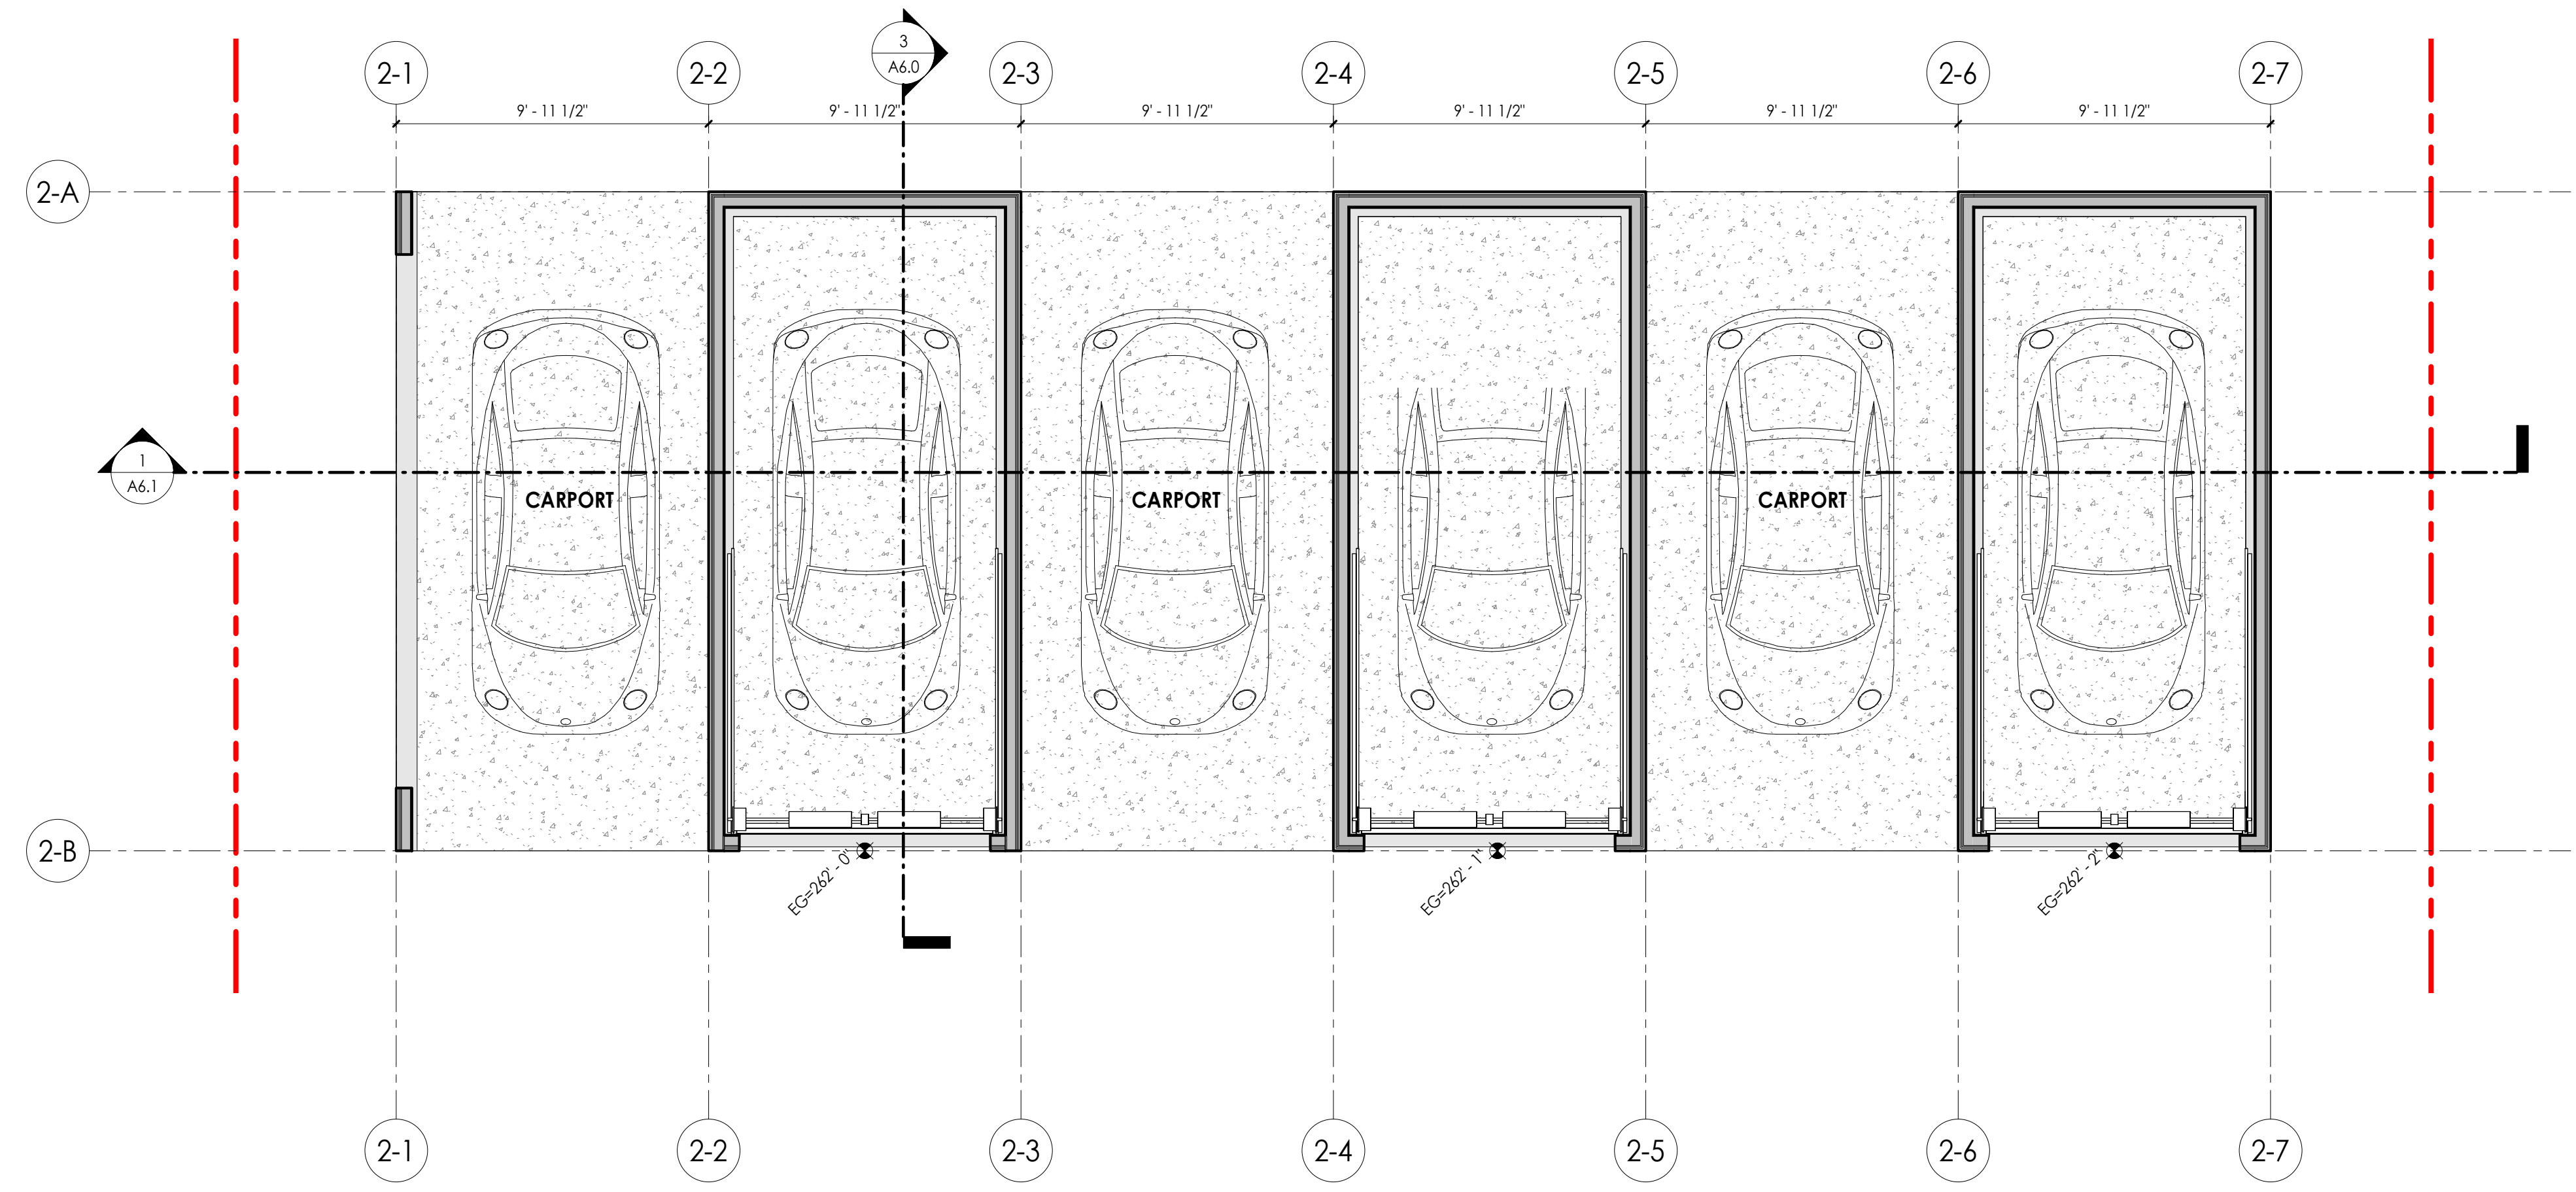 3
A6.0
2-1
2-2
2-3
2-4
2-5
2-6
2-7
9' - 11 1/2"
9' - 11 1/2"
9' - 11 1/2"
9' - 11 1/2"
9' - 11 1/2"
9' - 11 1/2"
2-A
1
A6.1
CARPORT
CARPORT
CARPORT
2-B
EG=262' - 0"
EG=262' - 1"
EG=262' - 2"
2-1
2-2
2-3
2-4
2-5
2-6
2-7